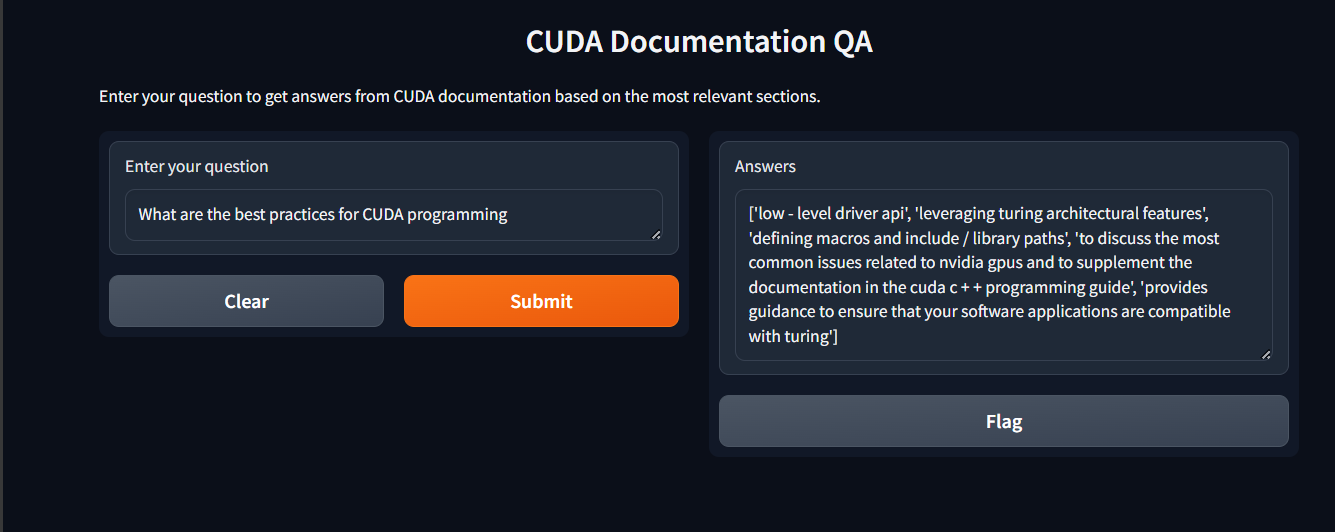 CUDA Documentation QA
Enter your question to get answers from CUDA documentation based on the most relevant sections.
Enter your question
What are the best practices for CUDA programming
Clear
Submit
Answers
['low - level driver api', 'leveraging turing architectural features',
'defining macros and include / library paths', 'to discuss the most
common issues related to nvidia gpus and to supplement the
documentation in the cuda c + + programming guide', 'provides
guidance to ensure that your software applications are compatible
with turing']
Flag